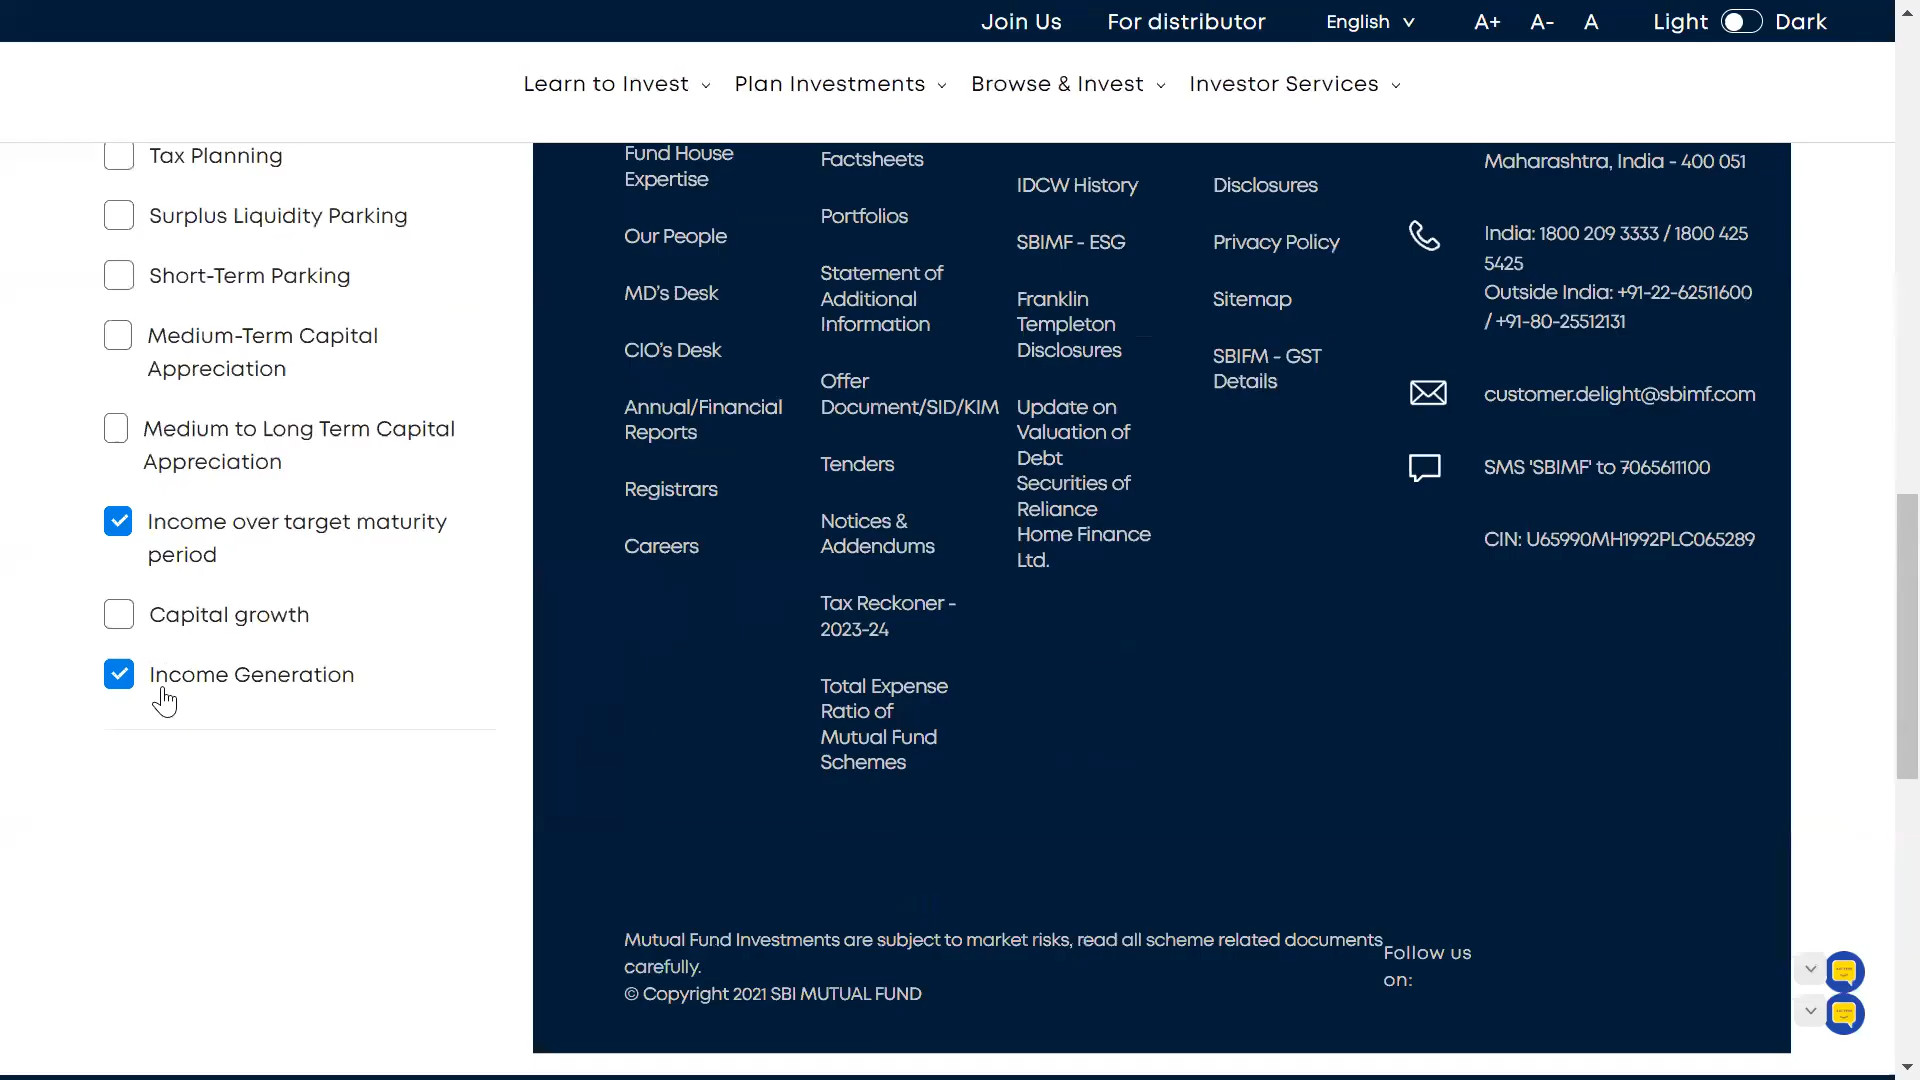 Join Us
For distributor
English
A+
A-
A
Light
Dark
Learn to Invest
Plan Investments
Browse & Invest
Investor Services
Tax Planning
Surplus Liquidity Parking
Short-Term Parking
Medium-Term Capital
Appreciation
Medium to Long Term Capital
Appreciation
Income over target maturity
period
Capital growth
Income Generation
Fund House
Expertise
Our People
MD's Desk
CIO's Desk
Annual/Financial
Reports
Registrars
Careers
Factsheets
Portfolios
Statement of
Additional
Information
Offer
Document/SID/KIM
Tenders
Notices &
Addendums
Tax Reckoner -
2023-24
Total Expense
Ratio of
Mutual Fund
Schemes
IDCW History
SBIMF - ESG
Franklin
Templeton
Disclosures
Update on
Valuation of
Debt
Securities of
Reliance
Home Finance
Ltd.
Disclosures
Privacy Policy
Sitemap
SBIFM - GST
Details
Maharashtra, India - 400 051
India: 1800 209 3333 / 1800 425
5425
Outside India: +91-22-62511600
/ +91-80-25512131
customer.delight@sbimf.com
SMS 'SBIMF' to 7065611100
CIN: U65990MH1992PLC065289
Mutual Fund Investments are subject to market risks, read all scheme related documents
carefully.
© Copyright 2021 SBI MUTUAL FUND
Follow us
on: